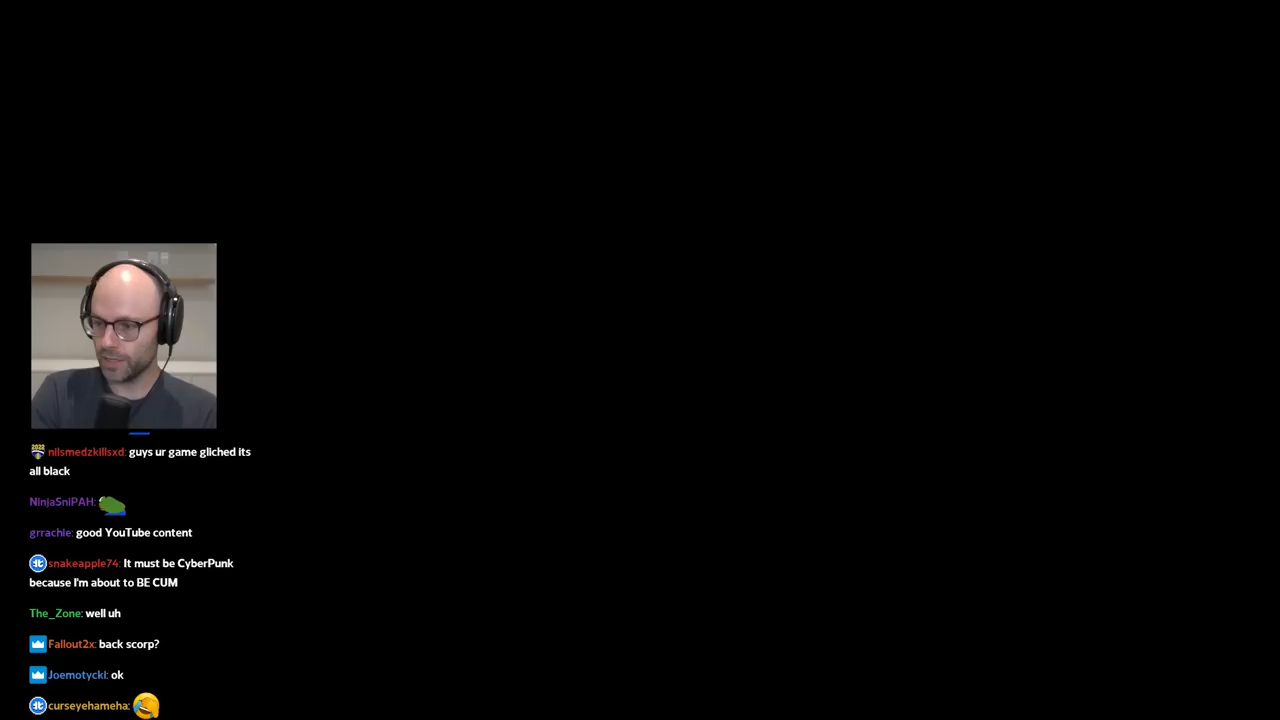 nilsmedzkillsxd: guys ur game gliched its
all black
NinjaSniPAH:
grrachie: good YouTube content
snakeapple74: It must be CyberPunk
because I'm about to BE CUM
The_Zone: well uh
Fallout2x: back scorp?
Joemotycki: ok
curseyehameha: